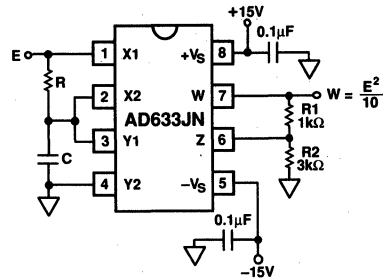 +15V
0.1µF
E
1 X1
+VS 8
R
2 X2
W 7
W = E²/10
R1
1kΩ
AD633JN
3 Y1
Z 6
R2
3kΩ
C
4 Y2
−VS 5
0.1µF
−15V